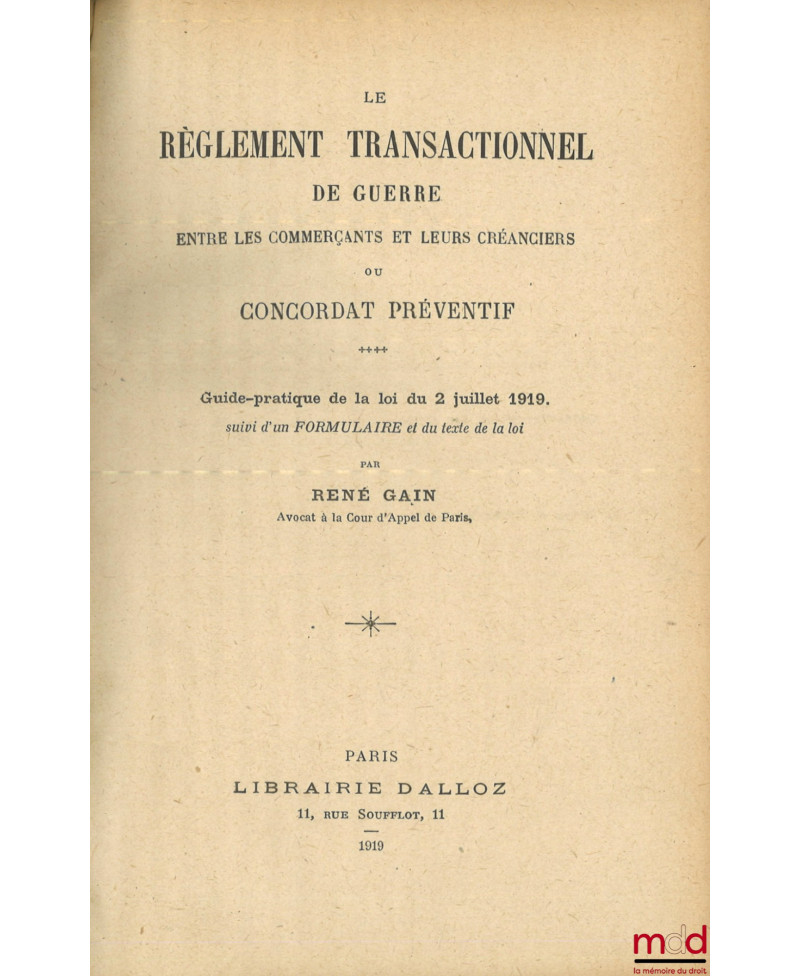 LE
RÈGLEMENT TRANSACTIONNEL
DE GUERRE
ENTRE LES COMMERÇANTS ET LEURS CRÉANCIERS
OU
CONCORDAT PRÉVENTIF
Guide-pratique de la loi du 2 juillet 1919.
suivi d'un FORMULAIRE et du texte de la loi
PAR
RENÉ GAIN
Avocat à la Cour d'Appel de Paris,
PARIS
LIBRAIRIE DALLOZ
11, RUE SOUFFLOT, 11
1919
mdd
la mémoire du droit